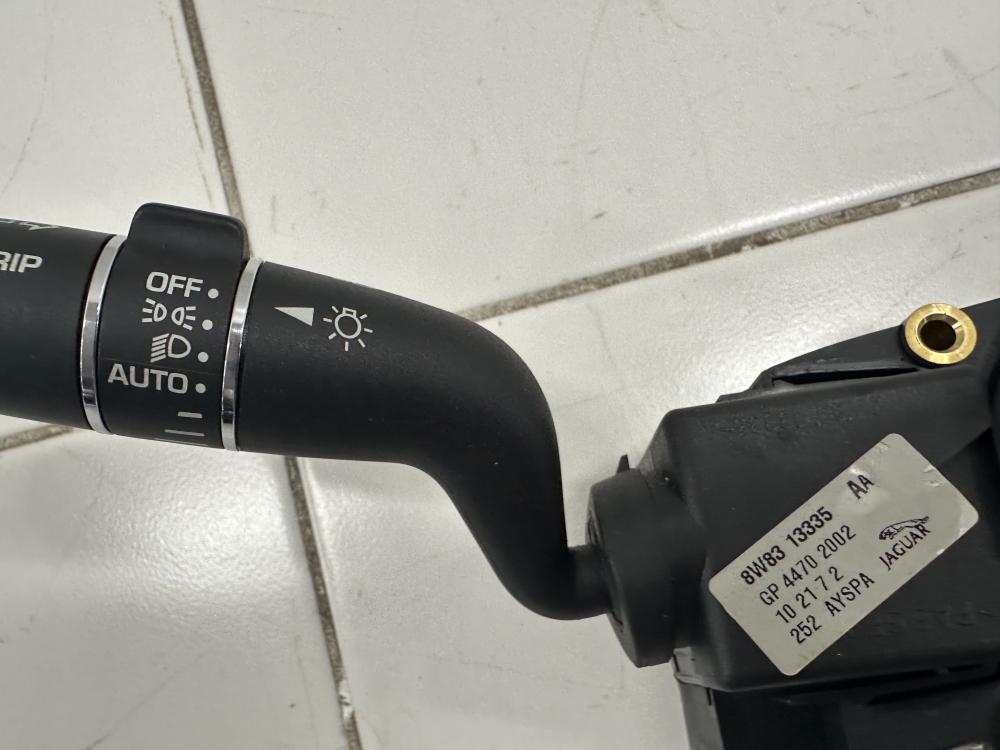 RIP
OFF
AUTO
8W83 13335 AA
GP 4470 2002
10 21 7 2
252 AYSPA JAGUAR